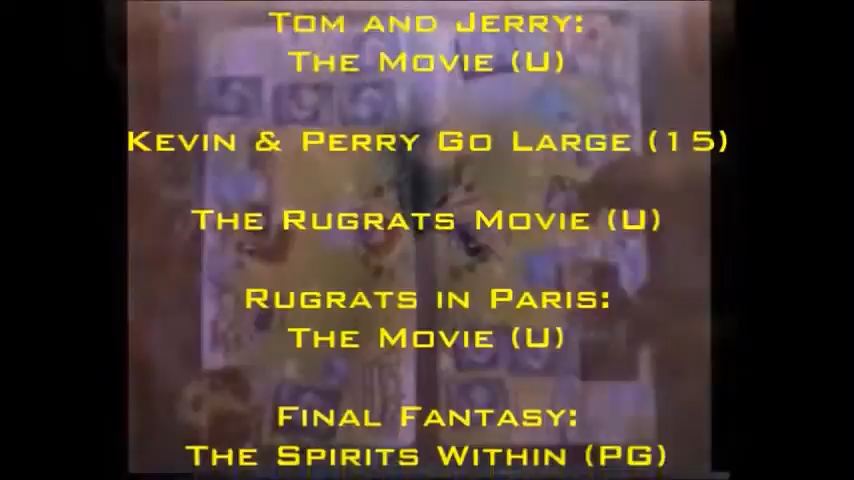 Tom and Jerry:
The Movie (U)
Kevin & Perry Go Large (15)
The Rugrats Movie (U)
Rugrats in Paris:
The Movie (U)
Final Fantasy:
The Spirits Within (PG)